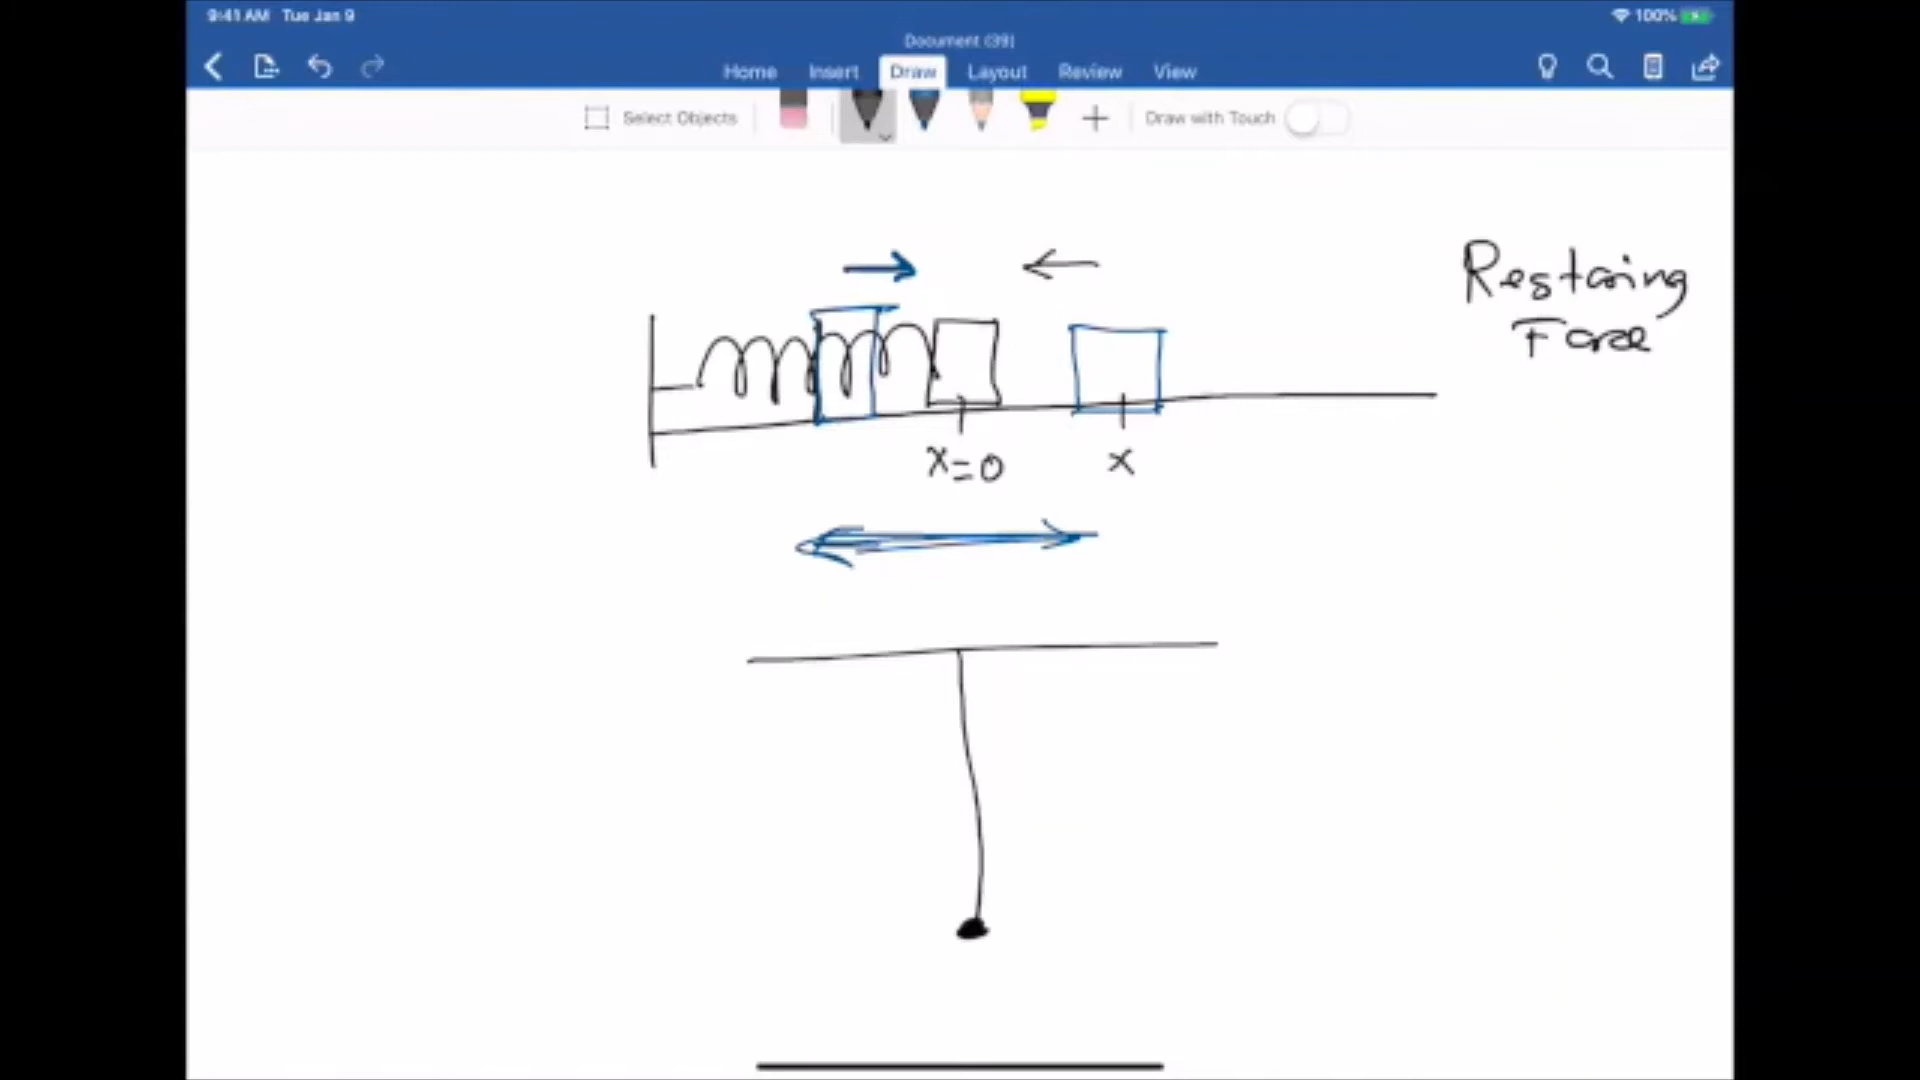 9:41 AM Tue Jan 9
100%
Document (39)
Home Insert Draw Layout Review View
Select Objects
Draw with Touch
Restoring
Force
x=0
x